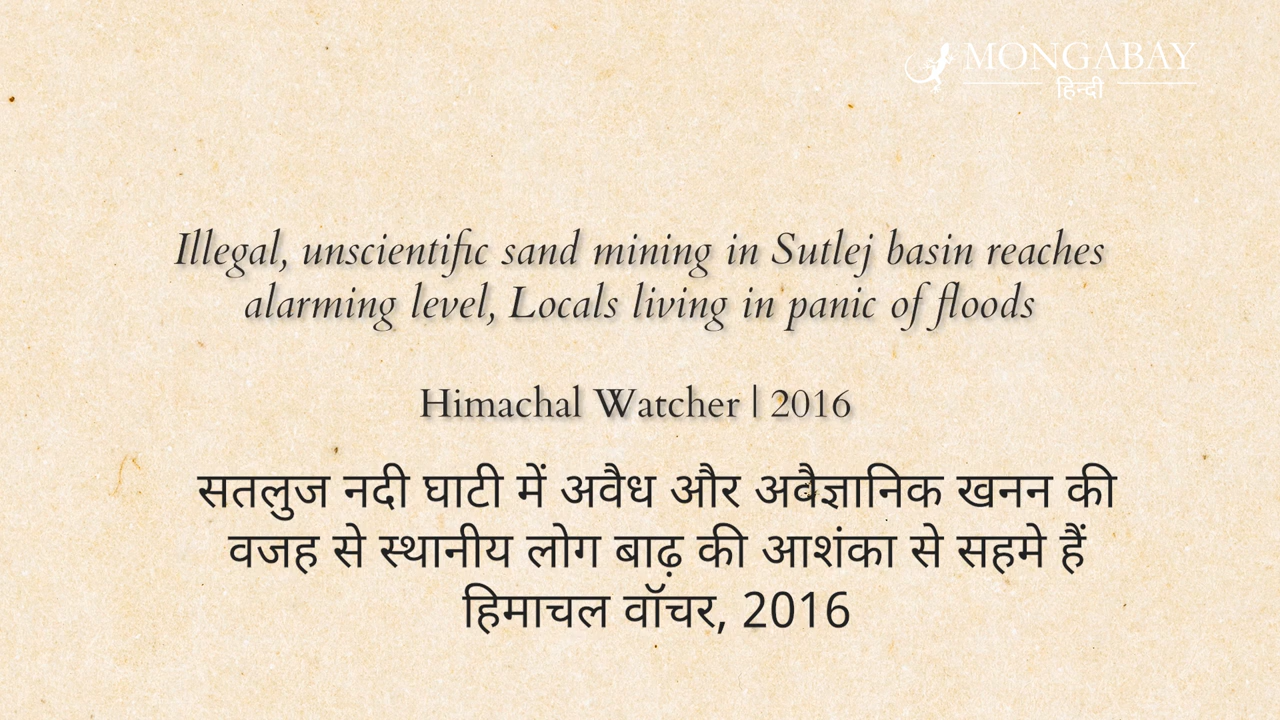 MONGABAY
हिन्दी
Illegal, unscientific sand mining in Sutlej basin reaches
alarming level, Locals living in panic of floods
Himachal Watcher | 2016
सतलुज नदी घाटी में अवैध और अवैज्ञानिक खनन की
वजह से स्थानीय लोग बाढ़ की आशंका से सहमे हैं
हिमाचल वॉचर, 2016